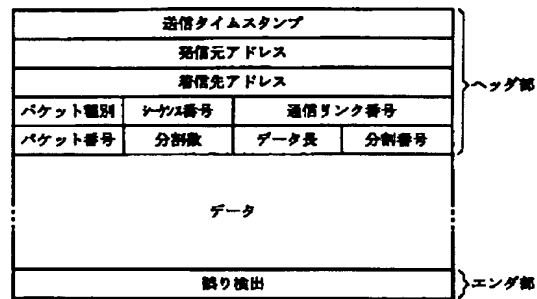 送信タイムスタンプ
発信元アドレス
着信先アドレス
パケット種別 シーケンス番号 通信リンク番号
パケット番号 分割数 データ長 分割番号
ヘッダ部
データ
誤り検出
エンダ部